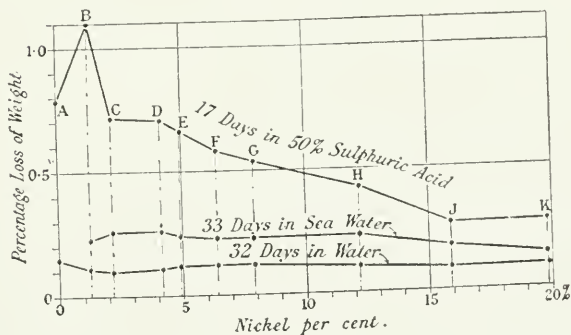 Percentage Loss of Weight
1·0
0·5
0
A
B
C
D
E
F
G
H
J
K
17 Days in 50% Sulphuric Acid
33 Days in Sea Water
32 Days in Water
0 5 10 15 20%
Nickel per cent.